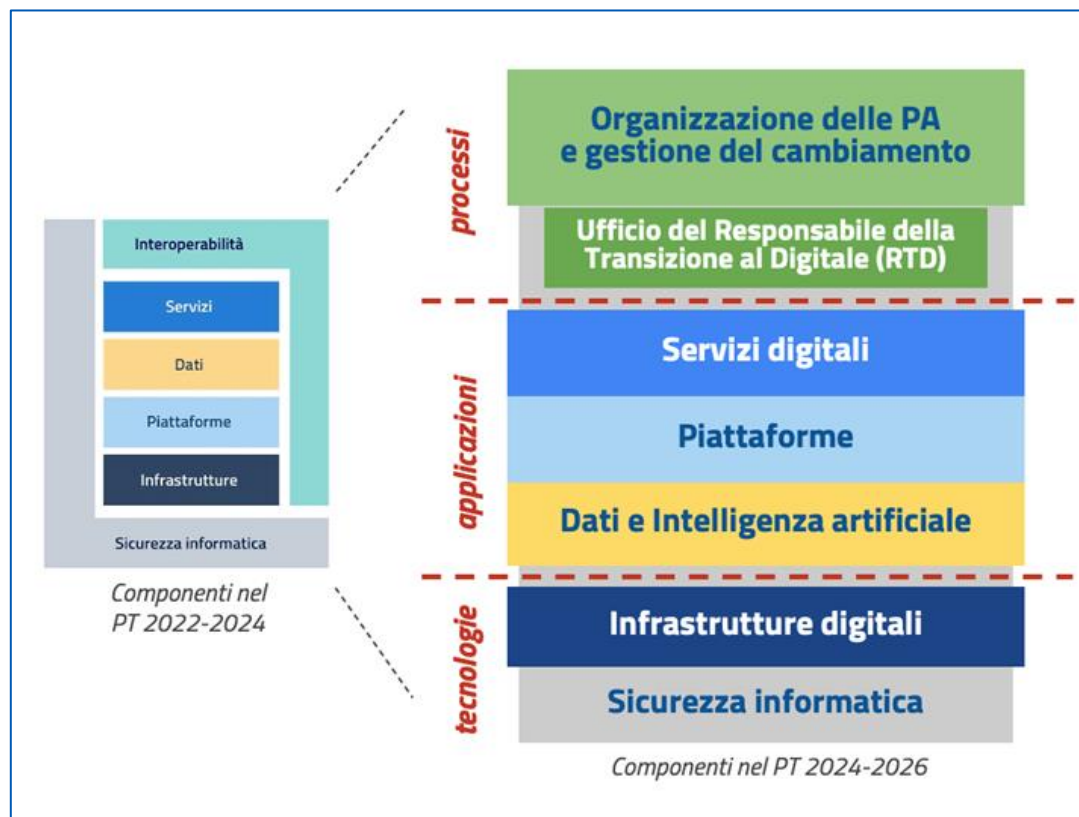 Interoperabilità
Servizi
Dati
Piattaforme
Infrastrutture
Sicurezza informatica
Componenti nel
PT 2022-2024
processi
Organizzazione delle PA
e gestione del cambiamento
Ufficio del Responsabile della
Transizione al Digitale (RTD)
applicazioni
Servizi digitali
Piattaforme
Dati e Intelligenza artificiale
tecnologie
Infrastrutture digitali
Sicurezza informatica
Componenti nel PT 2024-2026